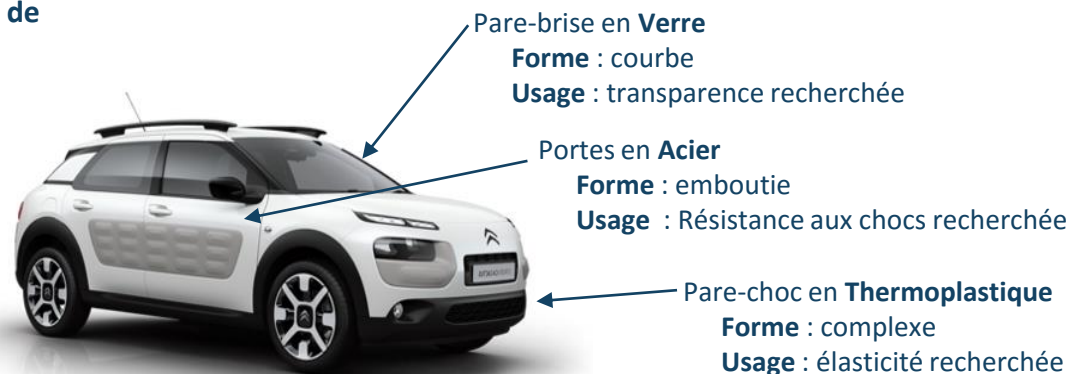 de
Pare-brise en Verre
Forme : courbe
Usage : transparence recherchée
Portes en Acier
Forme : emboutie
Usage : Résistance aux chocs recherchée
Pare-choc en Thermoplastique
Forme : complexe
Usage : élasticité recherchée